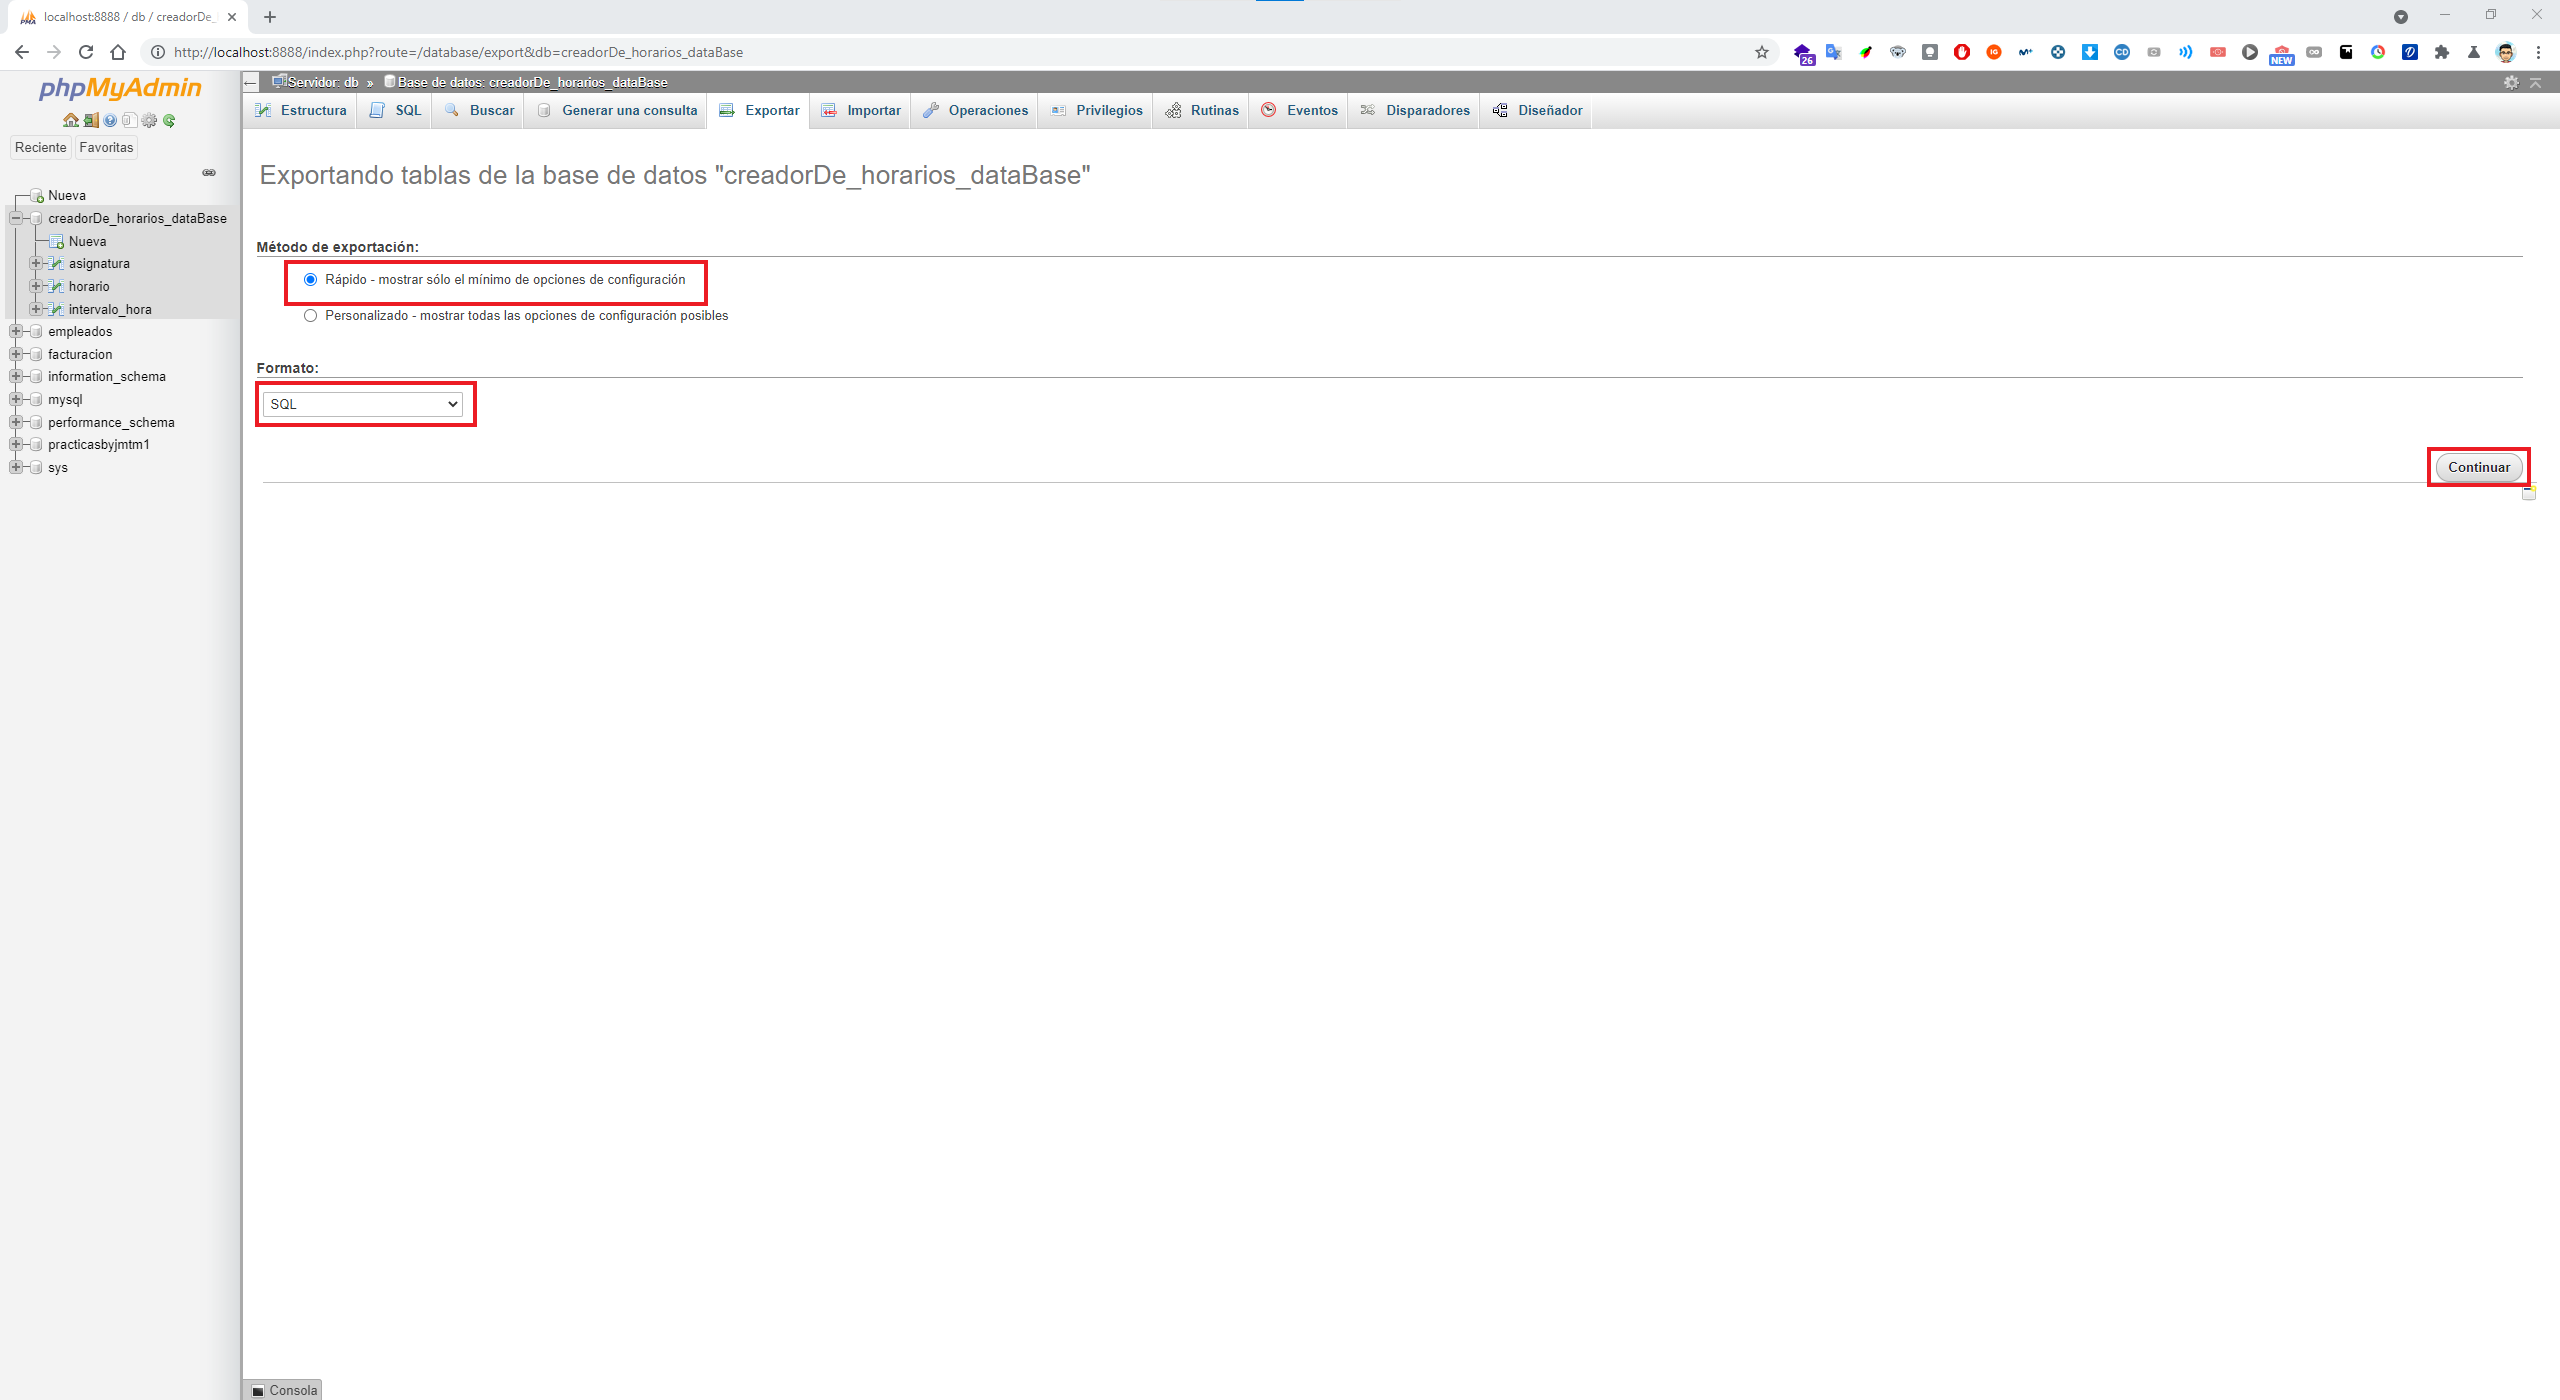 localhost:8888 / db / creadorDe_
http://localhost:8888/index.php?route=/database/export&db=creadorDe_horarios_dataBase
26
NEW
phpMyAdmin
Reciente
Favoritas
Nueva
creadorDe_horarios_dataBase
Nueva
asignatura
horario
intervalo_hora
empleados
facturacion
information_schema
mysql
performance_schema
practicasbyjmtm1
sys
Servidor: db » Base de datos: creadorDe_horarios_dataBase
Estructura SQL Buscar Generar una consulta Exportar Importar Operaciones Privilegios Rutinas Eventos Disparadores Diseñador
Exportando tablas de la base de datos "creadorDe_horarios_dataBase"
Método de exportación:
Rápido - mostrar sólo el mínimo de opciones de configuración
Personalizado - mostrar todas las opciones de configuración posibles
Formato:
SQL
Continuar
Consola